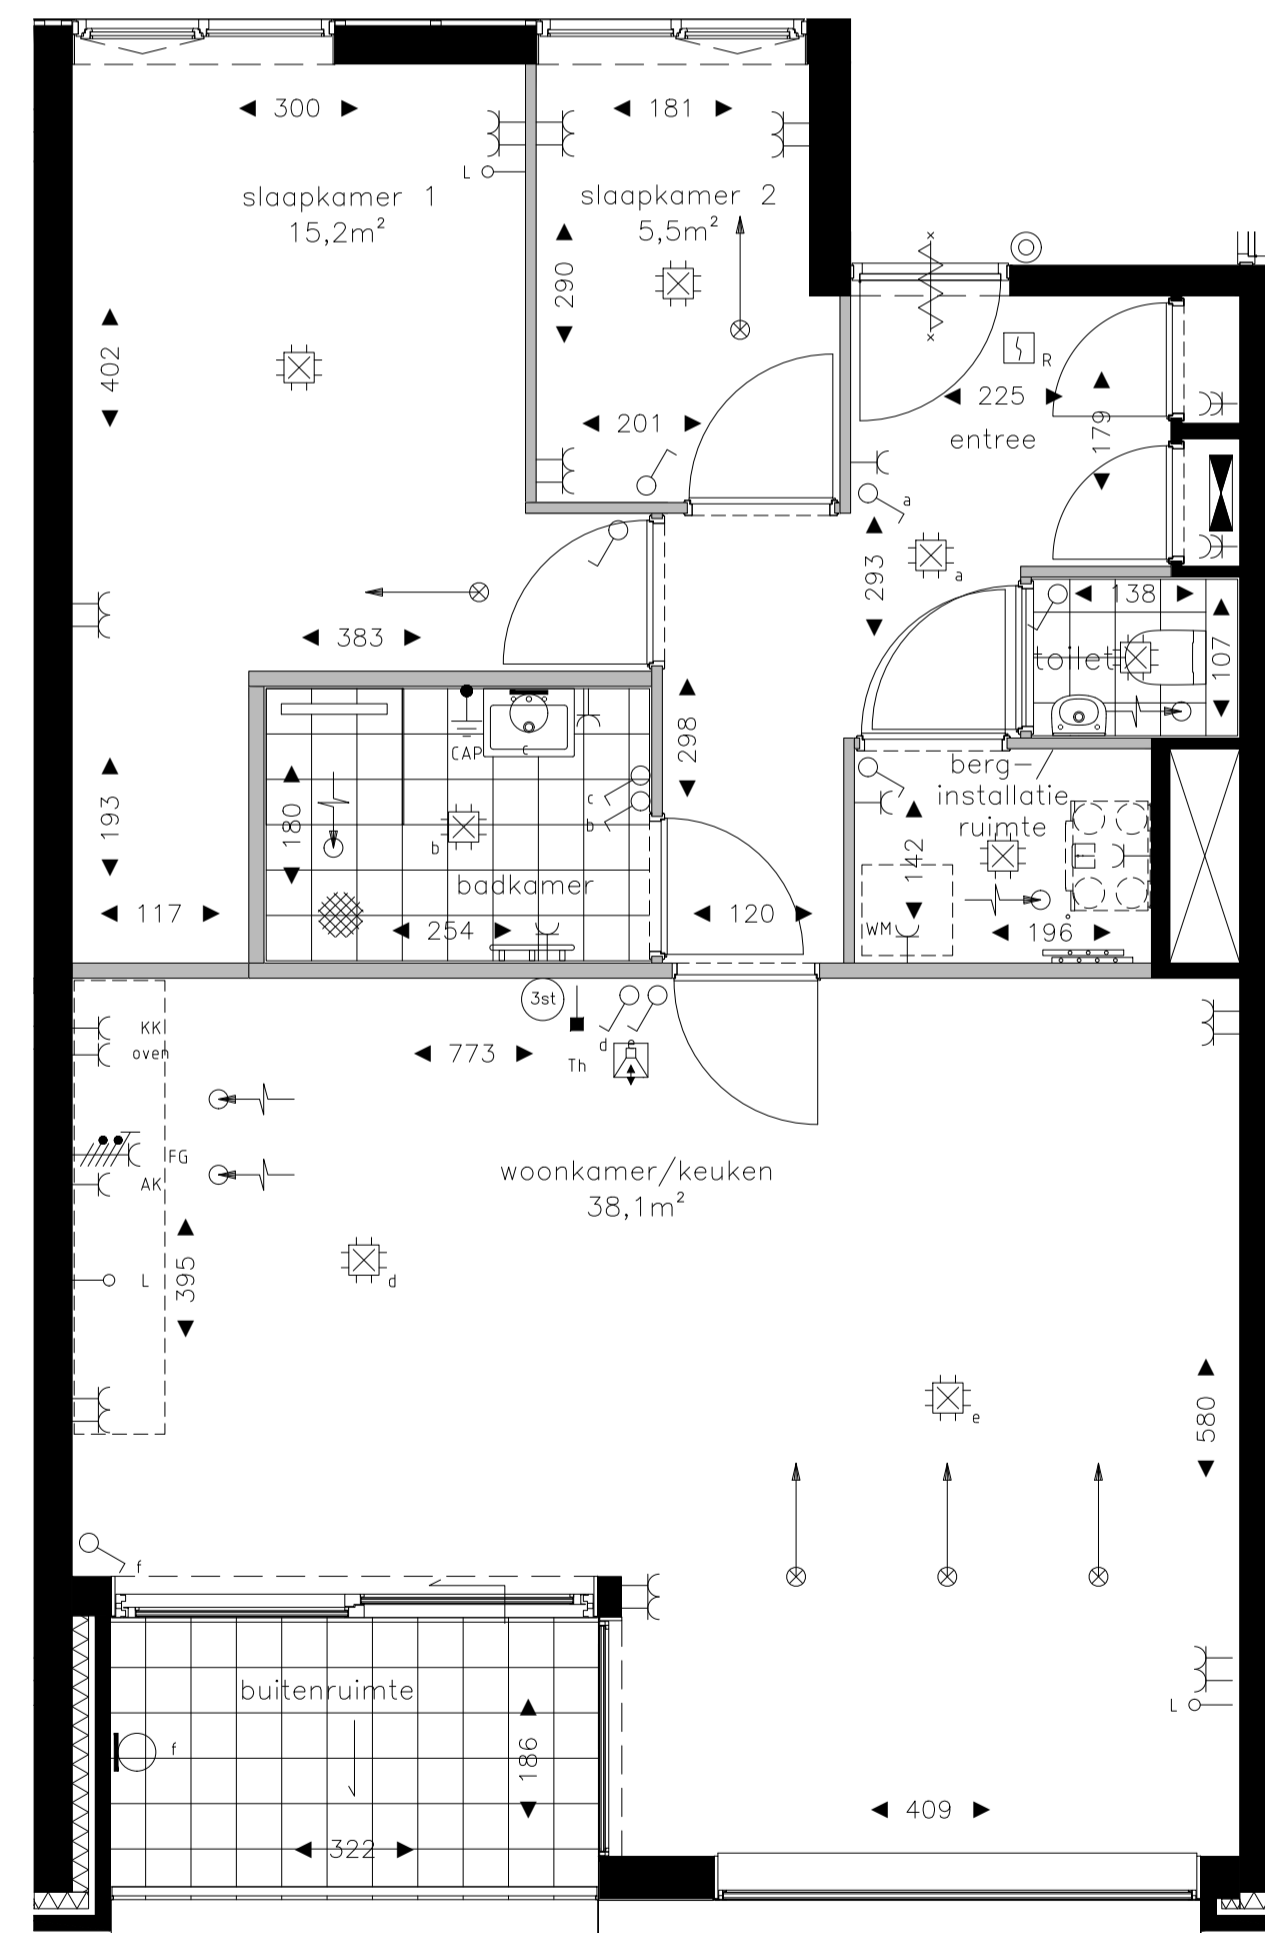 300
181
L
slaapkamer 1
15,2m²
slaapkamer 2
5,5m²
290
402
R
225
entree
179
201
a
293
a
383
138
toilet
107
298
CAP
c
berg-
installatie
ruimte
193
180
b
c
b
142
badkamer
117
254
120
WM
196
3st
KK
oven
773
Th
d
e
FG
AK
woonkamer/keuken
38,1m²
395
L
d
e
580
f
buitenruimte
f
186
L
322
409